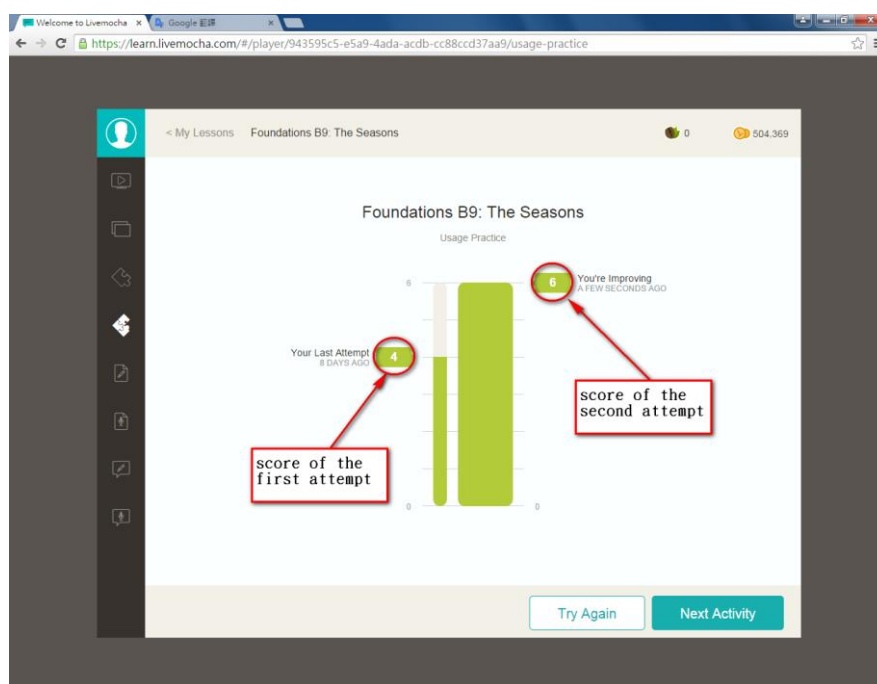 Welcome to Livemocha
Google 翻譯
https://learn.livemocha.com/#/player/943595c5-e5a9-4ada-acdb-cc88ccd37aa9/usage-practice
< My Lessons Foundations B9: The Seasons 0 504.369
Foundations B9: The Seasons
Usage Practice
6
6
You're Improving
A FEW SECONDS AGO
Your Last Attempt
8 DAYS AGO
4
score of the
second attempt
score of the
first attempt
0
0
Try Again
Next Activity